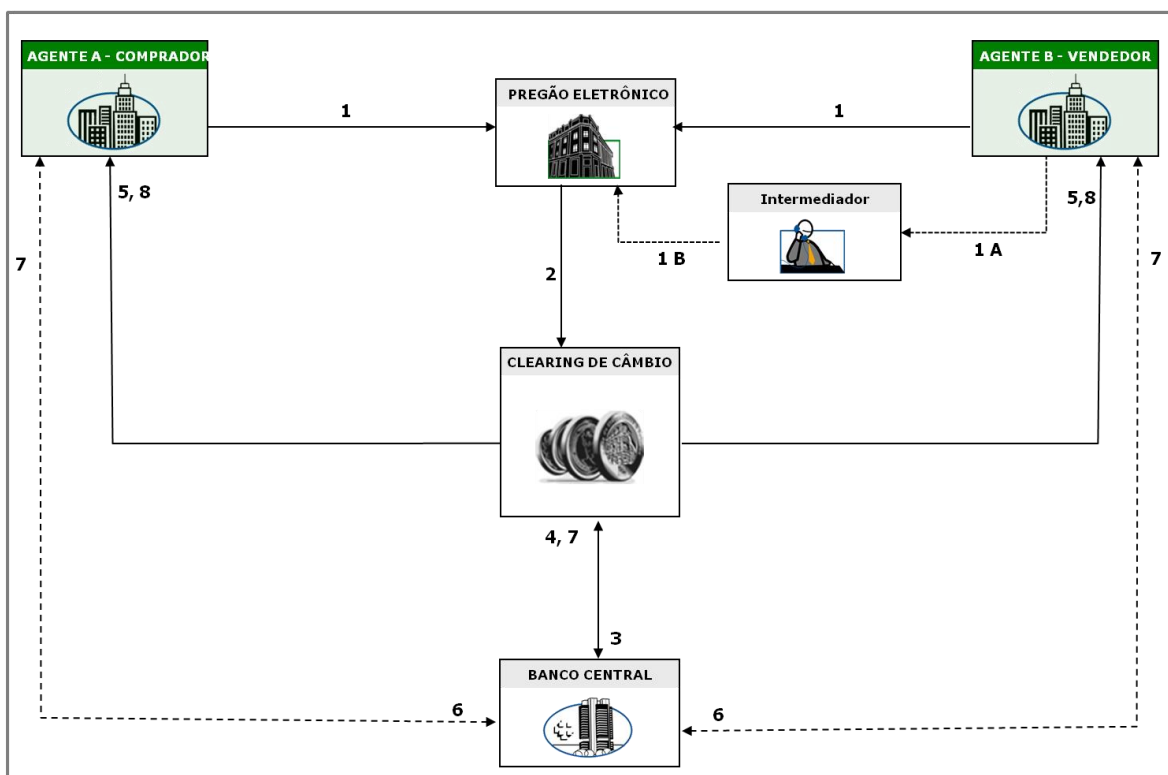 AGENTE A - COMPRADOR
AGENTE B - VENDEDOR
PREGÃO ELETRÔNICO
1
1
5, 8
Intermediador
5,8
7
1 B
1 A
7
2
CLEARING DE CÂMBIO
4, 7
3
BANCO CENTRAL
6
6